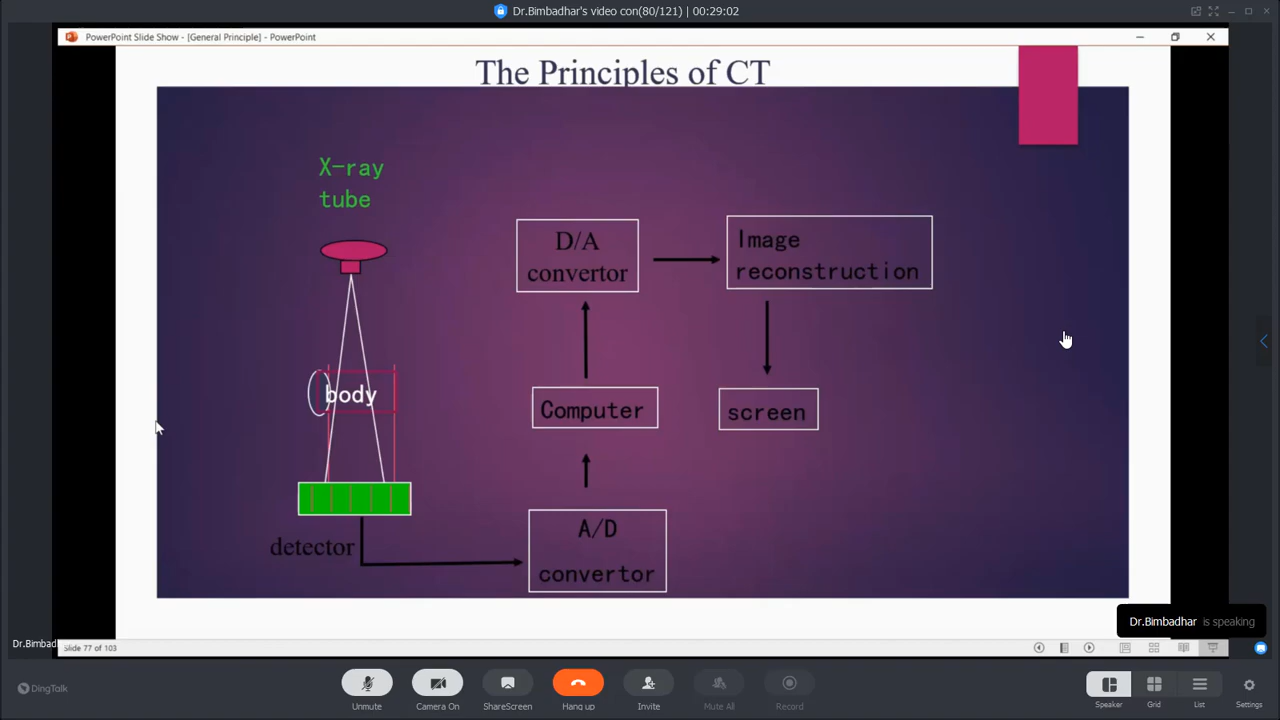 Dr.Bimbadhar's video con(80/121) | 00:29:02
PowerPoint Slide Show - [General Principle] - PowerPoint
The Principles of CT
X-ray
tube
D/A
convertor
Image
reconstruction
body
Computer
screen
detector
A/D
convertor
Dr.Bimbadhar is speaking
Dr.Bimbad
Slide 77 of 103
DingTalk
Unmute
Camera On
ShareScreen
Hang up
Invite
Mute All
Record
Speaker
Grid
List
Settings